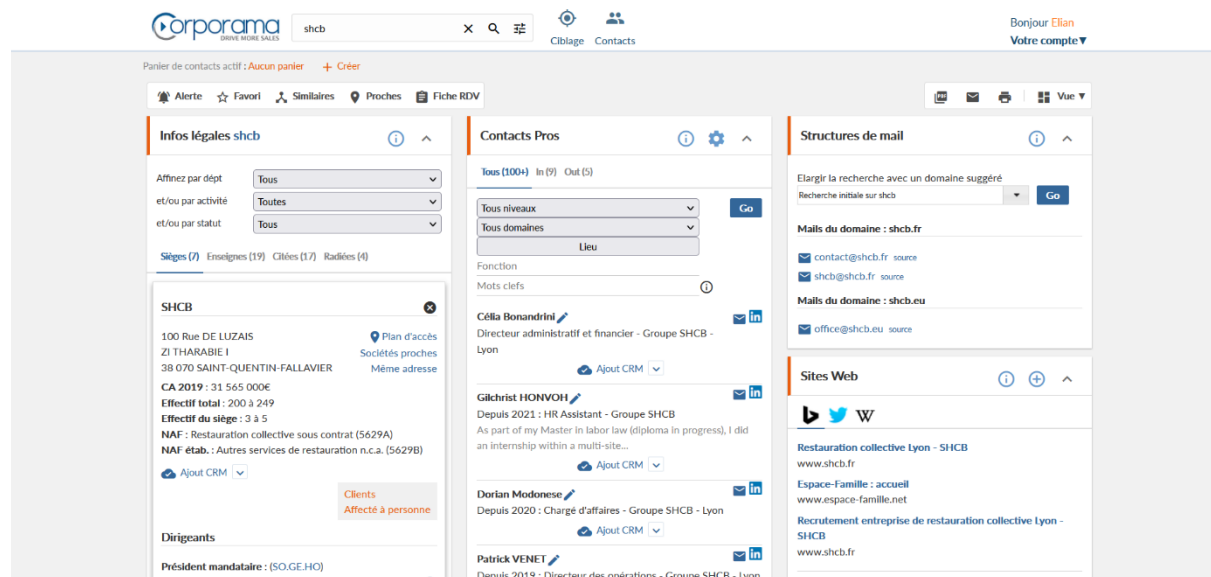 Corporama
DRIVE MORE SALES
shcb
Ciblage Contacts
Bonjour Elian
Votre compte▼
Panier de contacts actif : Aucun panier + Créer
Alerte Favori Similaires Proches Fiche RDV
PDF Vue ▼
Infos légales shcb
Affinez par dépt Tous
et/ou par activité Toutes
et/ou par statut Tous
Sièges (7) Enseignes (19) Citées (17) Radiées (4)
SHCB
100 Rue DE LUZAIS Plan d'accès
ZI THARABIE I Sociétés proches
38 070 SAINT-QUENTIN-FALLAVIER Même adresse
CA 2019 : 31 565 000€
Effectif total : 200 à 249
Effectif du siège : 3 à 5
NAF : Restauration collective sous contrat (5629A)
NAF étab. : Autres services de restauration n.c.a. (5629B)
Ajout CRM
Clients
Affecté à personne
Dirigeants
Président mandataire : (SO.GE.HO)
Contacts Pros
Tous (100+) In (9) Out (5)
Tous niveaux Go
Tous domaines
Lieu
Fonction
Mots clefs
Célia Bonandrini
Directeur administratif et financier - Groupe SHCB -
Lyon
Ajout CRM
Gilchrist HONVOH
Depuis 2021 : HR Assistant - Groupe SHCB
As part of my Master in labor law (diploma in progress), I did
an internship within a multi-site...
Ajout CRM
Dorian Modonese
Depuis 2020 : Chargé d'affaires - Groupe SHCB - Lyon
Ajout CRM
Patrick VENET
Depuis 2019 : Directeur des opérations - Groupe SHCB - Lyon
Structures de mail
Elargir la recherche avec un domaine suggéré
Recherche initiale sur shcb Go
Mails du domaine : shcb.fr
contact@shcb.fr source
shcb@shcb.fr source
Mails du domaine : shcb.eu
office@shcb.eu source
Sites Web
W
Restauration collective Lyon - SHCB
www.shcb.fr
Espace-Famille : accueil
www.espace-famille.net
Recrutement entreprise de restauration collective Lyon -
SHCB
www.shcb.fr